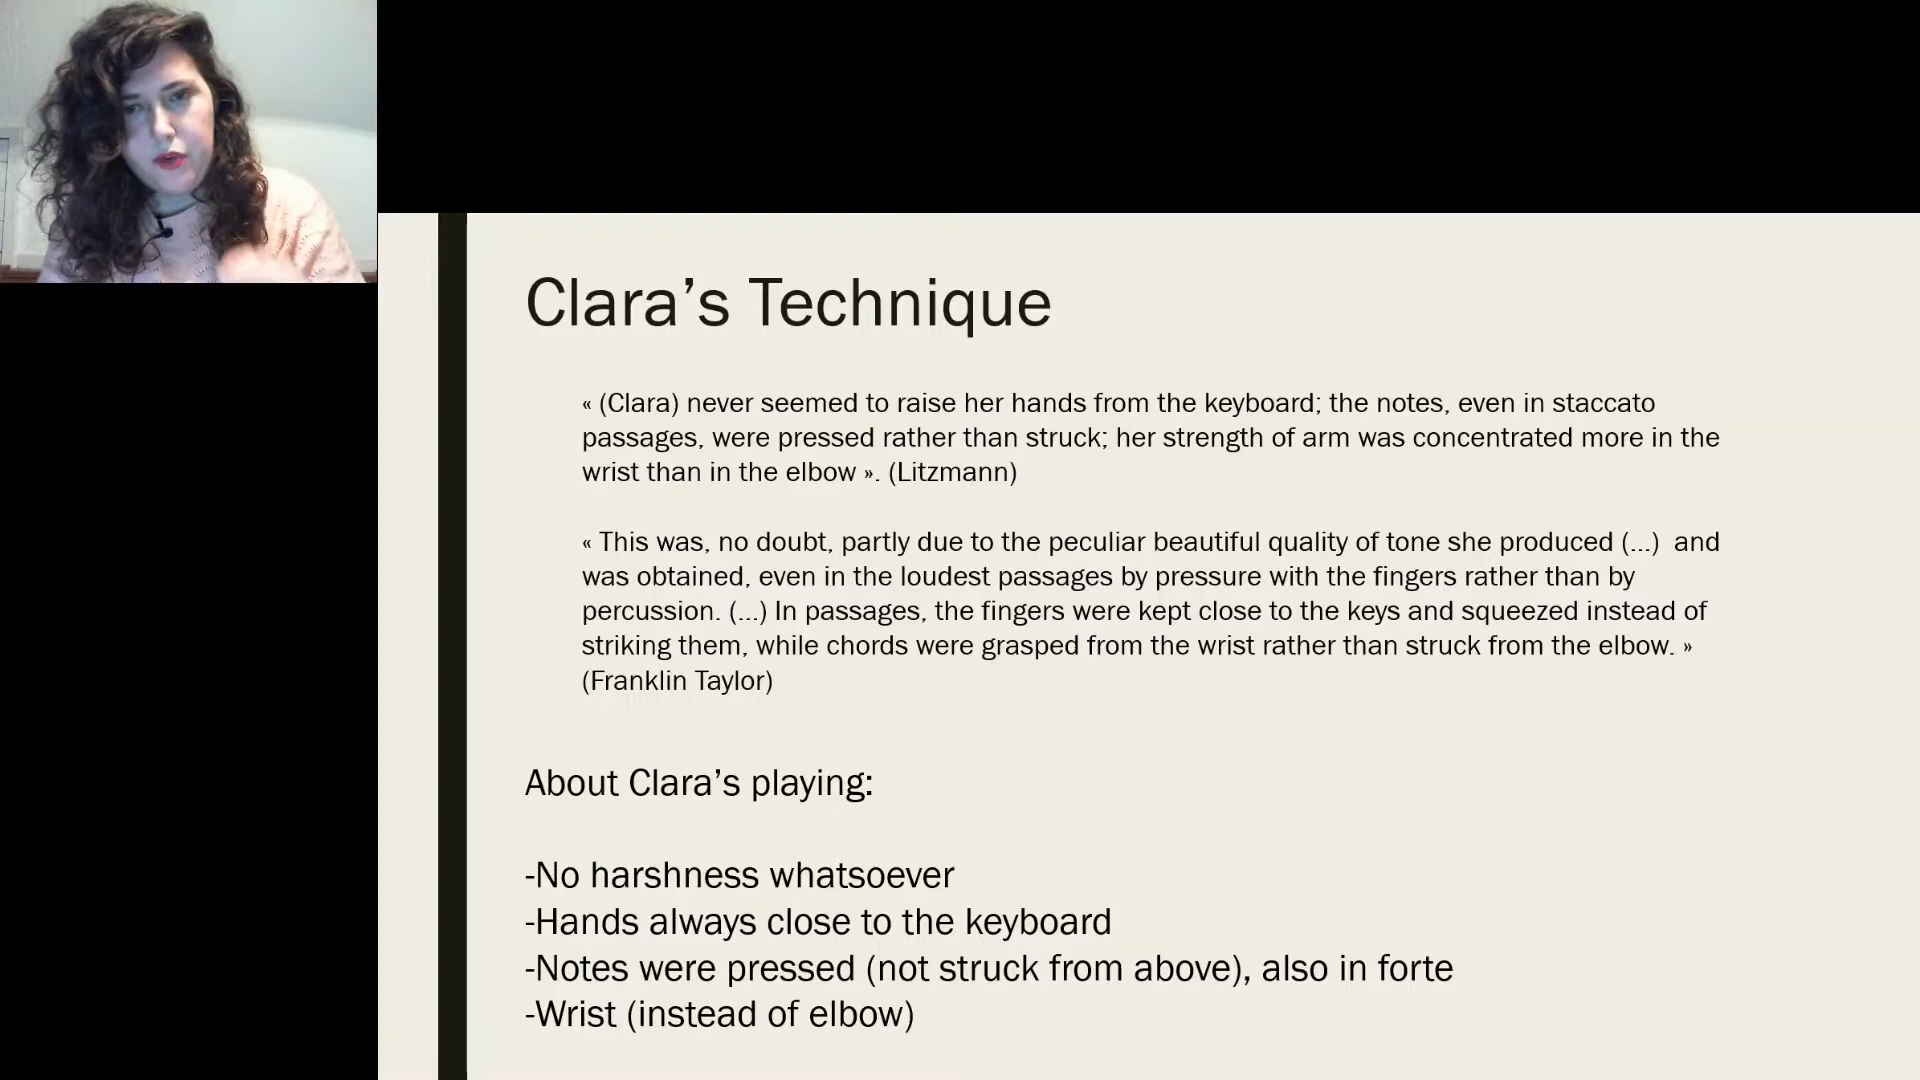 Clara’s Technique
« (Clara) never seemed to raise her hands from the keyboard; the notes, even in staccato
passages, were pressed rather than struck; her strength of arm was concentrated more in the
wrist than in the elbow ». (Litzmann)
« This was, no doubt, partly due to the peculiar beautiful quality of tone she produced (...)  and
was obtained, even in the loudest passages by pressure with the fingers rather than by
percussion. (...) In passages, the fingers were kept close to the keys and squeezed instead of
striking them, while chords were grasped from the wrist rather than struck from the elbow. »
(Franklin Taylor)
About Clara’s playing:
-No harshness whatsoever
-Hands always close to the keyboard
-Notes were pressed (not struck from above), also in forte
-Wrist (instead of elbow)